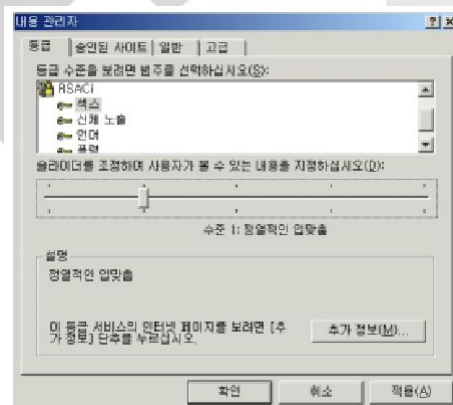 내용 관리자
등급 승인된 사이트 일반 고급
등급 수준을 보려면 범주를 선택하십시오(S):
RSACi
섹스
신체 노출
언어
폭력
슬라이더를 조정하여 사용자가 볼 수 있는 내용을 지정하십시오(D):
수준 1: 정열적인 입맞춤
설명
정열적인 입맞춤
이 등급 서비스의 인터넷 페이지를 보려면 [추
가 정보] 단추를 누르십시오.
추가 정보(M)...
확인 취소 적용(A)